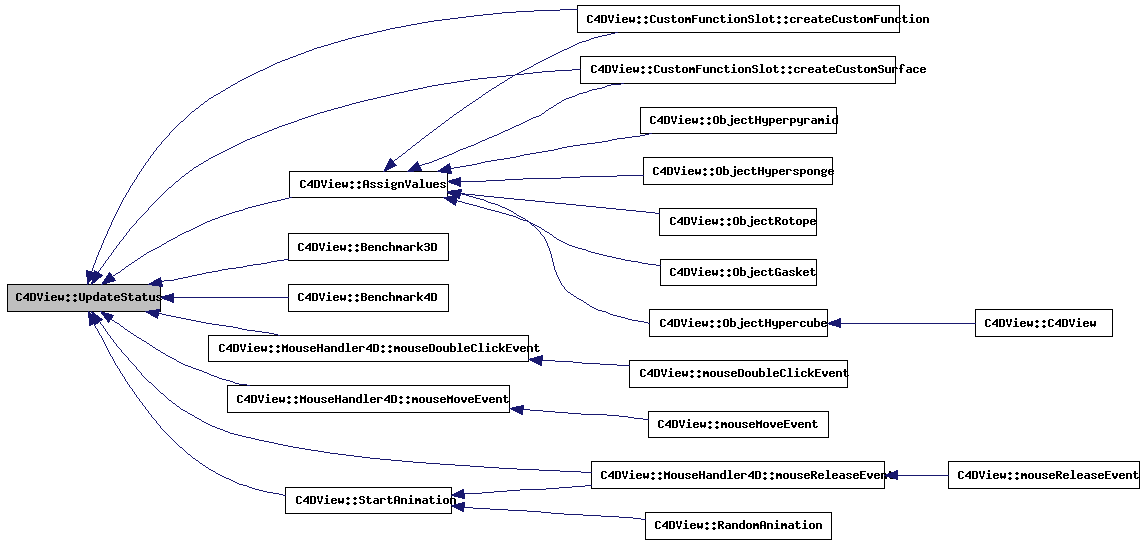 C4DView::CustomFunctionSlot::createCustomFunction
C4DView::CustomFunctionSlot::createCustomSurface
C4DView::ObjectHyperpyramid
C4DView::ObjectHypersponge
C4DView::AssignValues
C4DView::ObjectRotope
C4DView::Benchmark3D
C4DView::ObjectGasket
C4DView::UpdateStatus
C4DView::Benchmark4D
C4DView::ObjectHypercube
C4DView::C4DView
C4DView::MouseHandler4D::mouseDoubleClickEvent
C4DView::mouseDoubleClickEvent
C4DView::MouseHandler4D::mouseMoveEvent
C4DView::mouseMoveEvent
C4DView::MouseHandler4D::mouseReleaseEvent
C4DView::mouseReleaseEvent
C4DView::StartAnimation
C4DView::RandomAnimation